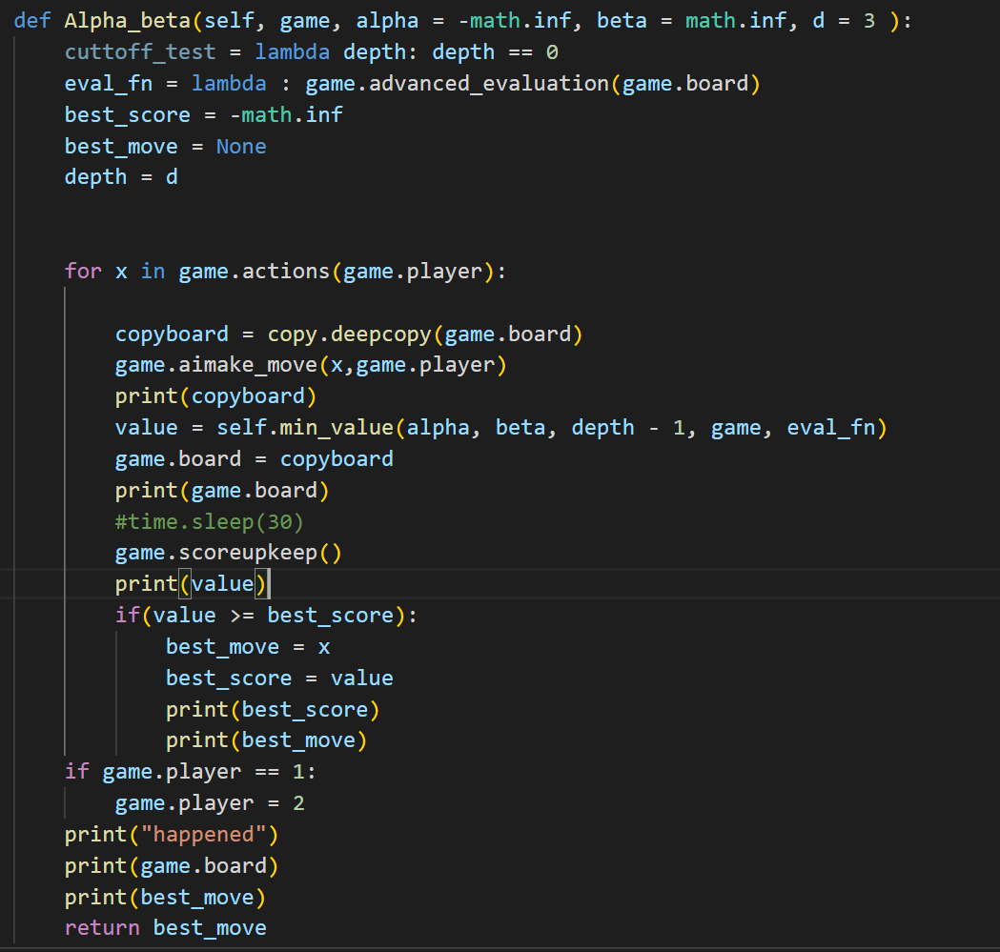 def Alpha_beta(self, game, alpha = -math.inf, beta = math.inf, d = 3 ):
    cuttoff_test = lambda depth: depth == 0
    eval_fn = lambda : game.advanced_evaluation(game.board)
    best_score = -math.inf
    best_move = None
    depth = d
    for x in game.actions(game.player):
        copyboard = copy.deepcopy(game.board)
        game.aimake_move(x,game.player)
        print(copyboard)
        value = self.min_value(alpha, beta, depth - 1, game, eval_fn)
        game.board = copyboard
        print(game.board)
        #time.sleep(30)
        game.scoreupkeep()
        print(value)
        if(value >= best_score):
            best_move = x
            best_score = value
            print(best_score)
            print(best_move)
    if game.player == 1:
        game.player = 2
    print("happened")
    print(game.board)
    print(best_move)
    return best_move